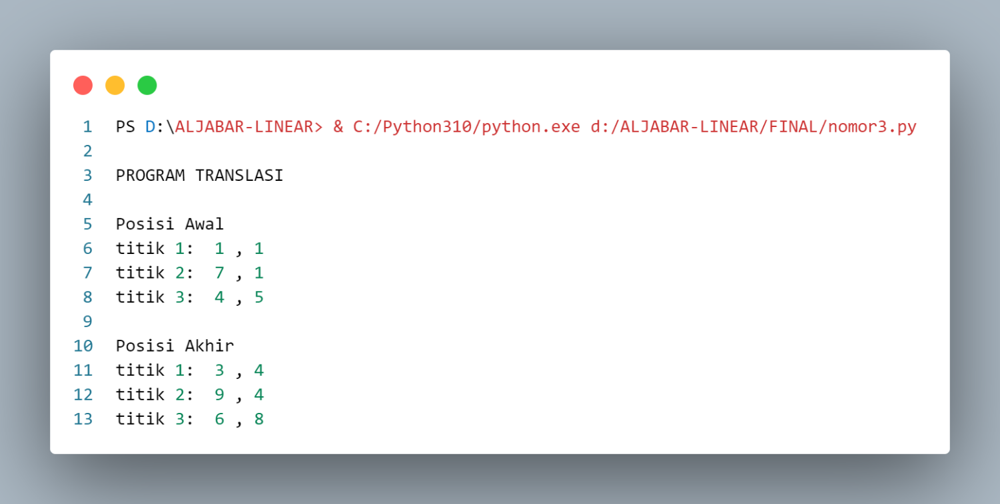 1 PS D:\ALJABAR-LINEAR> & C:/Python310/python.exe d:/ALJABAR-LINEAR/FINAL/nomor3.py
2
3 PROGRAM TRANSLASI
4
5 Posisi Awal
6 titik 1:  1 , 1
7 titik 2:  7 , 1
8 titik 3:  4 , 5
9
10 Posisi Akhir
11 titik 1:  3 , 4
12 titik 2:  9 , 4
13 titik 3:  6 , 8